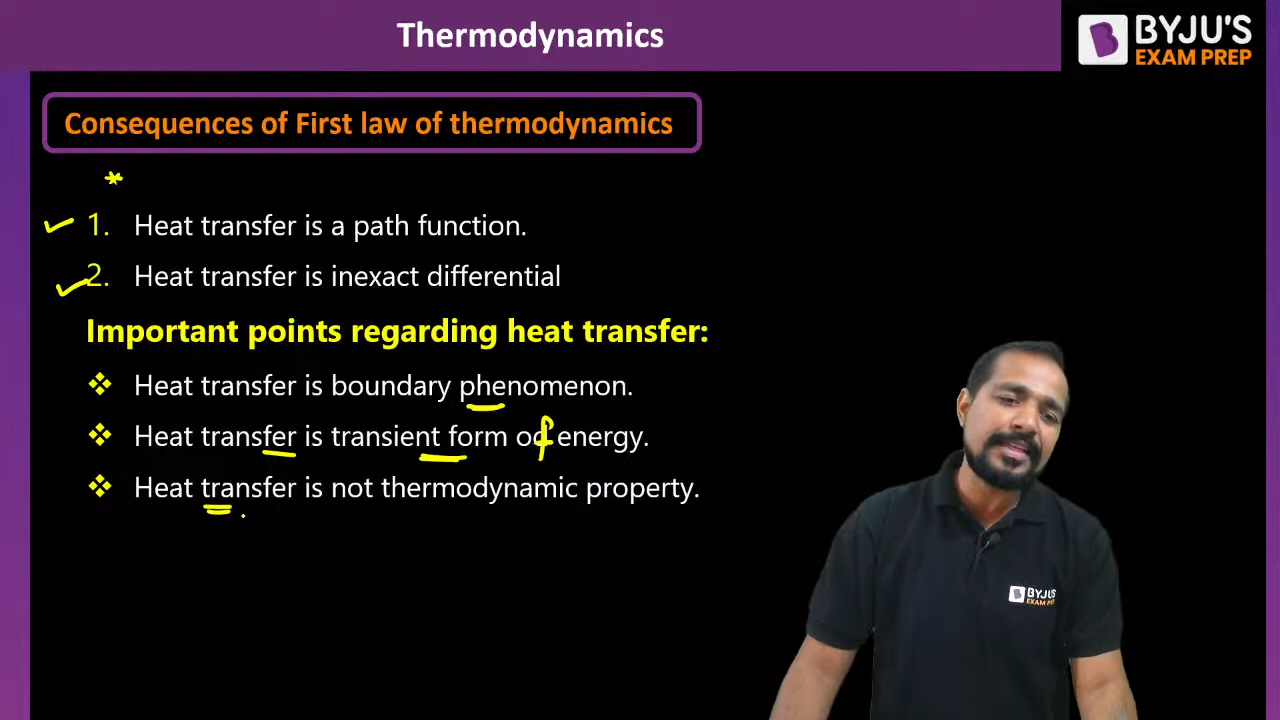 Thermodynamics
BYJU'S
EXAM PREP
Consequences of First law of thermodynamics
*
1. Heat transfer is a path function.
2. Heat transfer is inexact differential
Important points regarding heat transfer:
❖ Heat transfer is boundary phenomenon.
❖ Heat transfer is transient form of energy.
❖ Heat transfer is not thermodynamic property.
BYJU'S
EXAM PREP